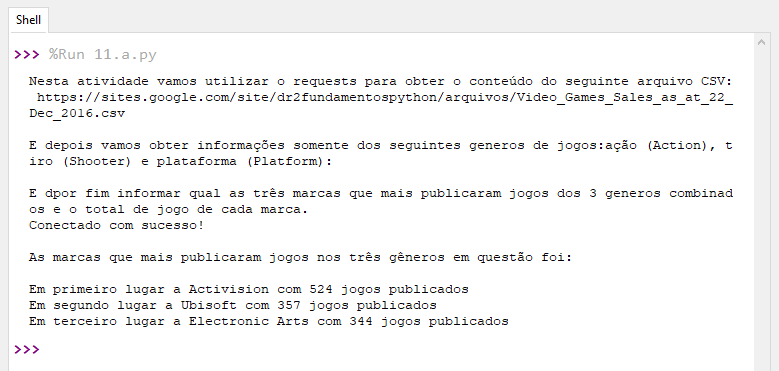 Shell
>>> %Run 11.a.py
Nesta atividade vamos utilizar o requests para obter o conteúdo do seguinte arquivo CSV:
https://sites.google.com/site/dr2fundamentospython/arquivos/Video_Games_Sales_as_at_22_
Dec_2016.csv
E depois vamos obter informações somente dos seguintes generos de jogos:ação (Action), t
iro (Shooter) e plataforma (Platform):
E dpor fim informar qual as três marcas que mais publicaram jogos dos 3 generos combinad
os e o total de jogo de cada marca.
Conectado com sucesso!
As marcas que mais publicaram jogos nos três gêneros em questão foi:
Em primeiro lugar a Activision com 524 jogos publicados
Em segundo lugar a Ubisoft com 357 jogos publicados
Em terceiro lugar a Electronic Arts com 344 jogos publicados
>>>